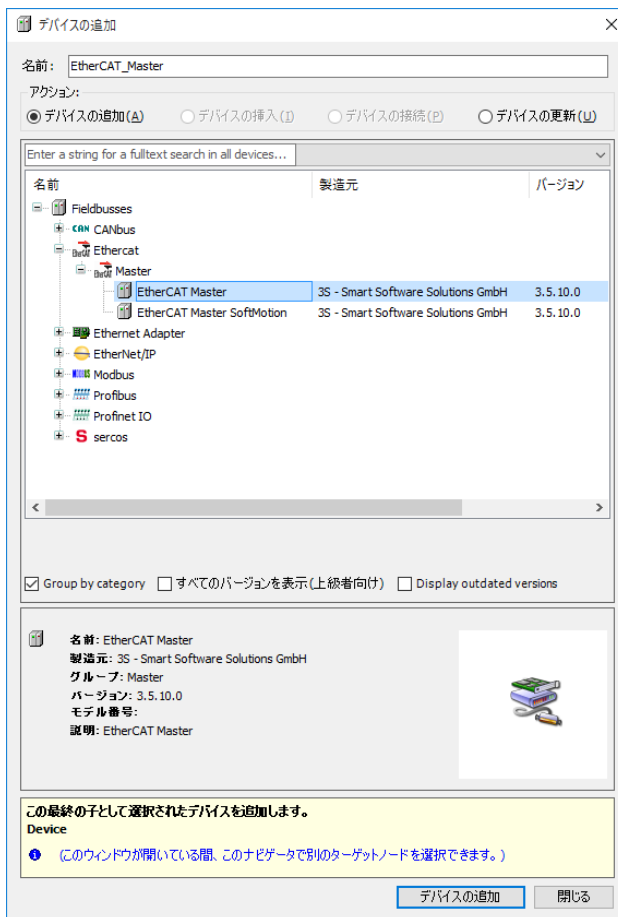 デバイスの追加
名前: EtherCAT_Master
アクション:
デバイスの追加(A) デバイスの挿入(I) デバイスの接続(P) デバイスの更新(U)
Enter a string for a fulltext search in all devices...
名前 製造元 バージョン
Fieldbusses
CAN CANbus
Ethercat
Master
EtherCAT Master 3S - Smart Software Solutions GmbH 3.5.10.0
EtherCAT Master SoftMotion 3S - Smart Software Solutions GmbH 3.5.10.0
Ethernet Adapter
EtherNet/IP
Modbus
Profibus
Profinet IO
S sercos
Group by category すべてのバージョンを表示(上級者向け) Display outdated versions
名前: EtherCAT Master
製造元: 3S - Smart Software Solutions GmbH
グループ: Master
バージョン: 3.5.10.0
モデル番号:
説明: EtherCAT Master
この最終の子として選択されたデバイスを追加します。
Device
(このウィンドウが開いている間、このナビゲータで別のターゲットノードを選択できます。)
デバイスの追加 閉じる